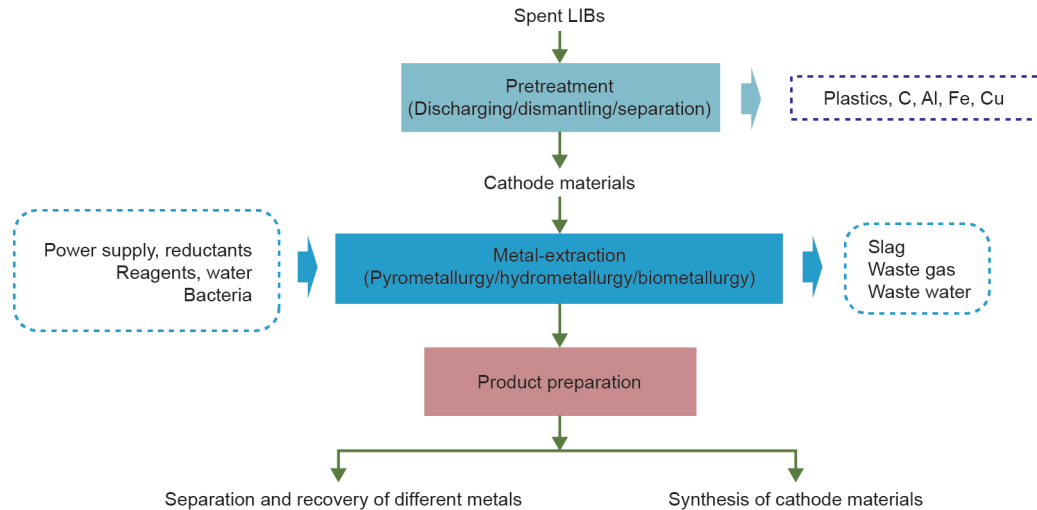 Spent LIBs
Pretreatment
(Discharging/dismantling/separation)
Plastics, C, Al, Fe, Cu
Cathode materials
Power supply, reductants
Reagents, water
Bacteria
Metal-extraction
(Pyrometallurgy/hydrometallurgy/biometallurgy)
Slag
Waste gas
Waste water
Product preparation
Separation and recovery of different metals
Synthesis of cathode materials